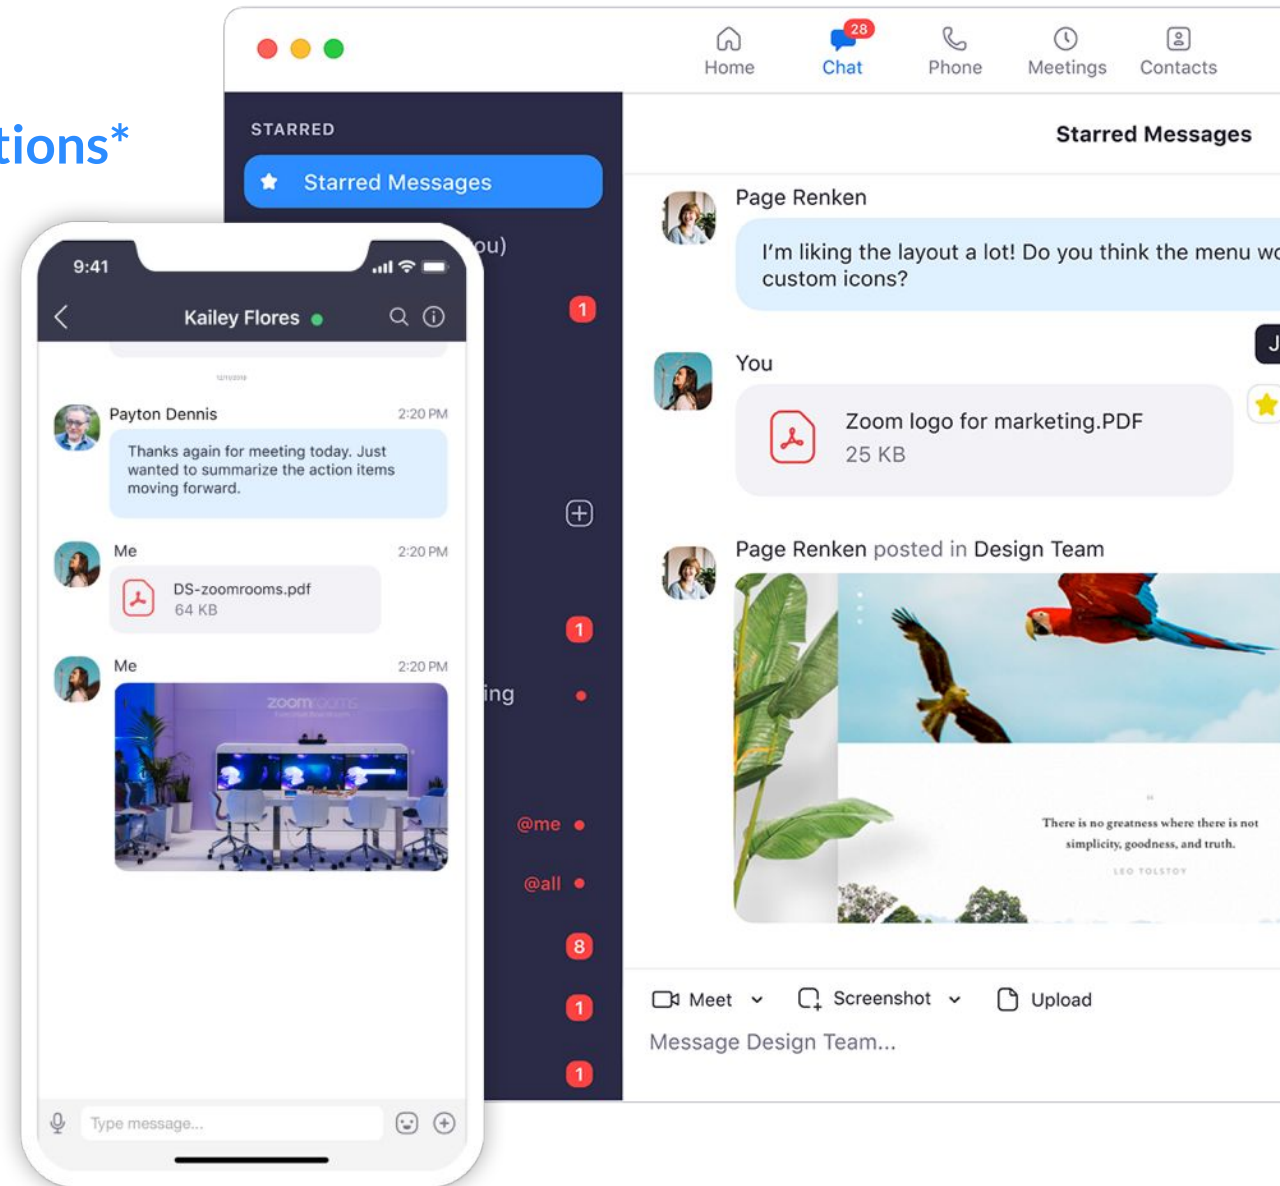 tions*
28
Home
Chat
Phone
Meetings
Contacts
STARRED
Starred Messages
ou)
1
1
ing
@me
@all
8
1
1
Starred Messages
Page Renken
I'm liking the layout a lot! Do you think the menu wo
custom icons?
J
You
Zoom logo for marketing.PDF
25 KB
Page Renken posted in Design Team
There is no greatness where there is not
simplicity, goodness, and truth.
LEO TOLSTOY
Meet
Screenshot
Upload
Message Design Team...
9:41
Kailey Flores
Payton Dennis
2:20 PM
Thanks again for meeting today. Just
wanted to summarize the action items
moving forward.
Me
2:20 PM
DS-zoomrooms.pdf
64 KB
Me
2:20 PM
zoomrooms
Type message...